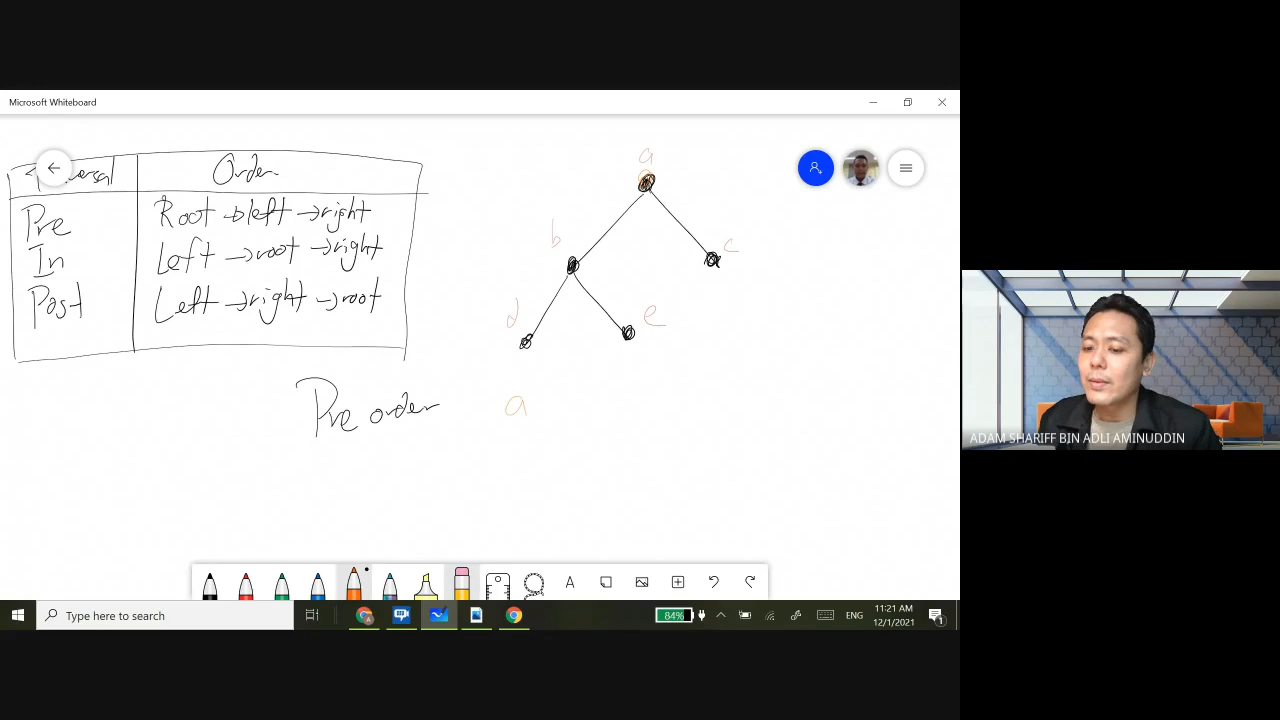 Microsoft Whiteboard
Order
Pre Root → left → right
In Left → root → right
Post Left → right → root
a
b
c
d
e
Pre order a
ADAM SHARIFF BIN ADLI AMINUDDIN
A
Type here to search
84%
ENG
11:21 AM
12/1/2021
1